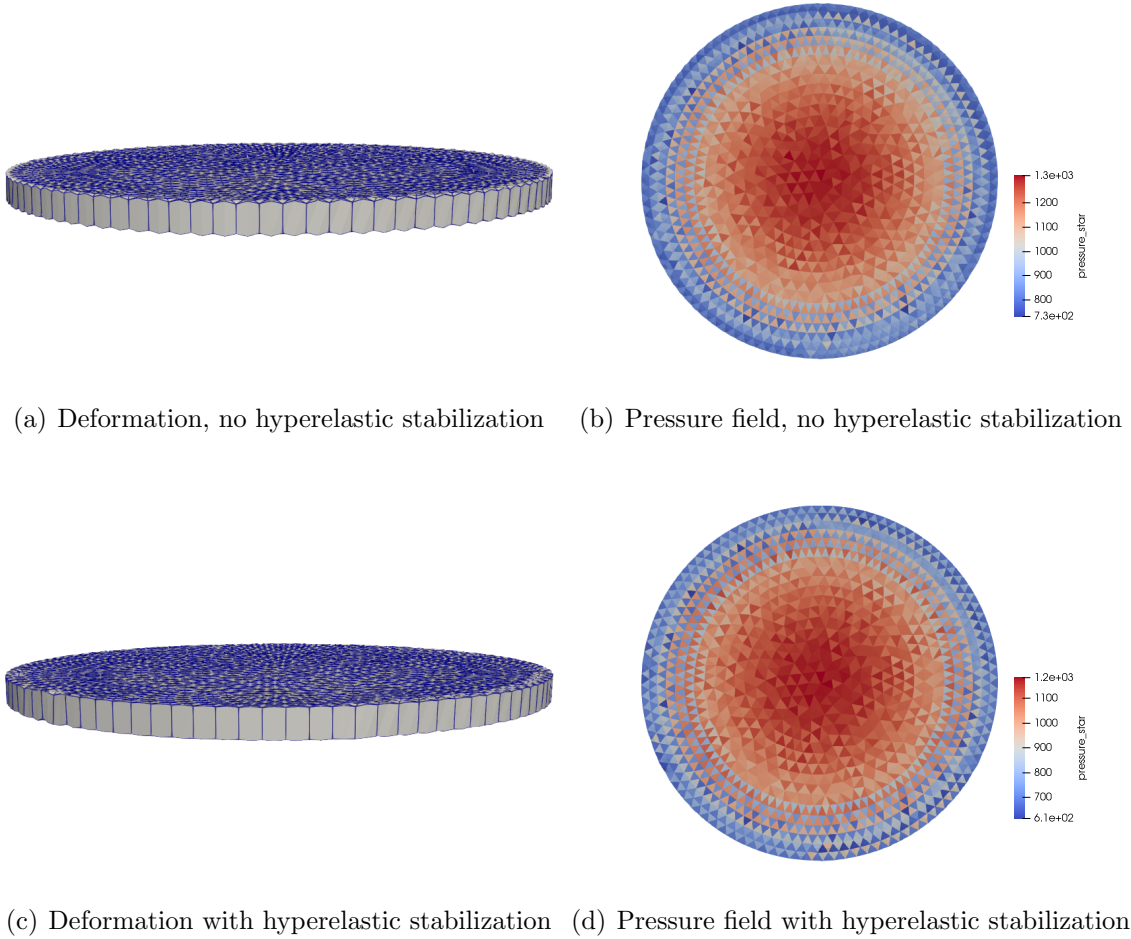 1.3e+03
1200
1100
1000
900
800
7.3e+02
pressure_star
(a) Deformation, no hyperelastic stabilization
(b) Pressure field, no hyperelastic stabilization
1.2e+03
1100
1000
900
800
700
6.1e+02
pressure_star
(c) Deformation with hyperelastic stabilization
(d) Pressure field with hyperelastic stabilization